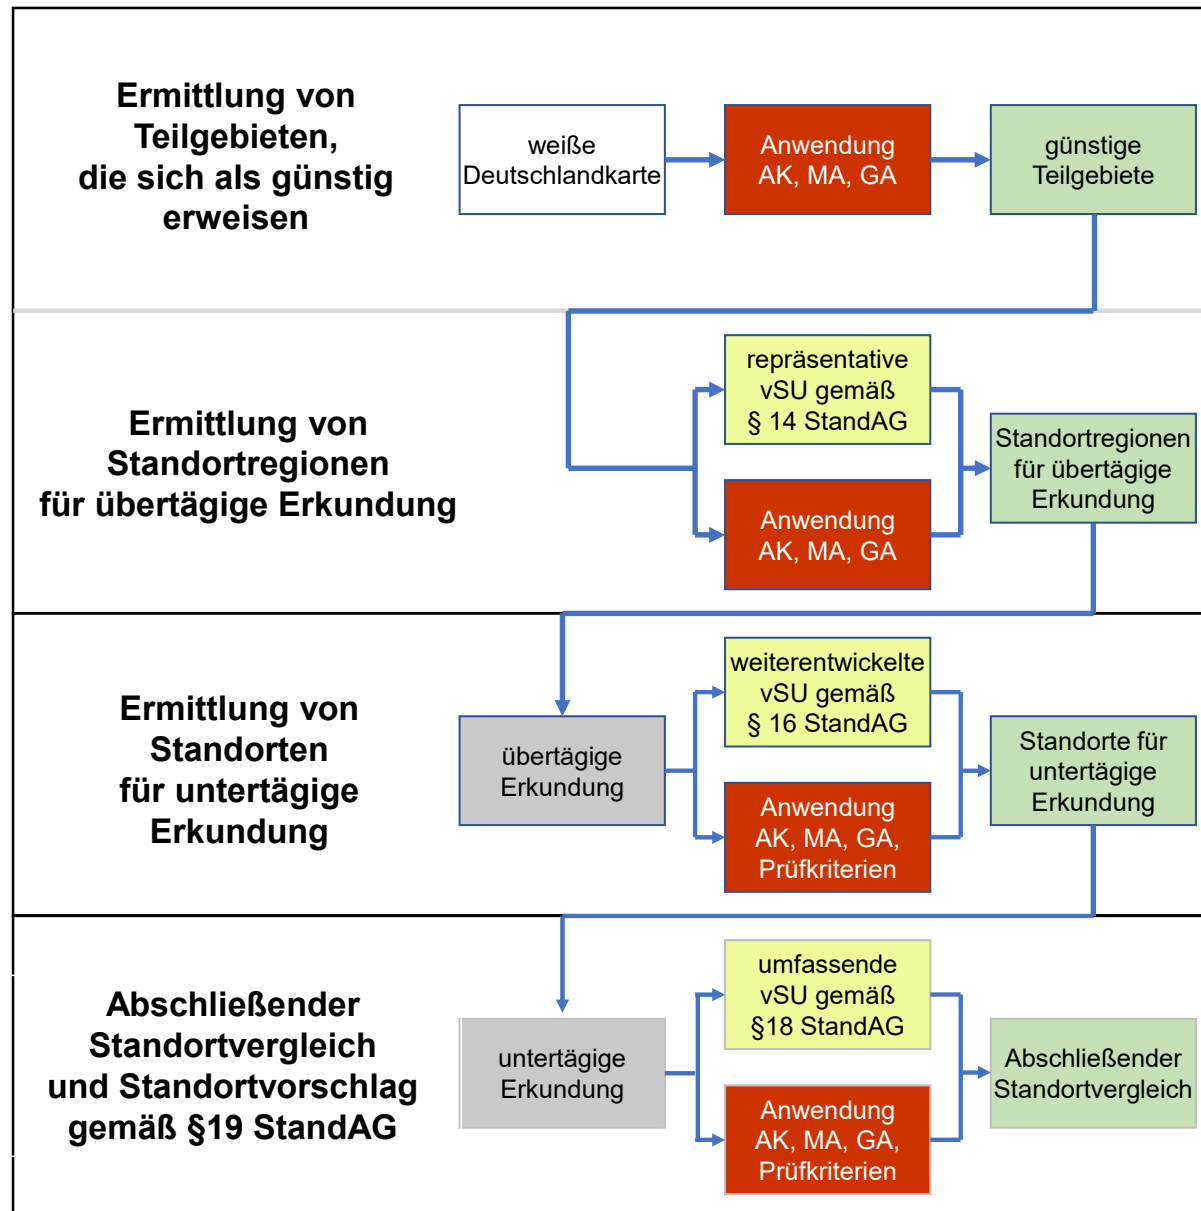 Ermittlung von
Teilgebieten,
die sich als günstig
erweisen
weiße
Deutschlandkarte
Anwendung
AK, MA, GA
günstige
Teilgebiete
Ermittlung von
Standortregionen
für übertägige Erkundung
repräsentative
vSU gemäß
§ 14 StandAG
Anwendung
AK, MA, GA
Standortregionen
für übertägige
Erkundung
Ermittlung von
Standorten
für untertägige
Erkundung
übertägige
Erkundung
weiterentwickelte
vSU gemäß
§ 16 StandAG
Anwendung
AK, MA, GA,
Prüfkriterien
Standorte für
untertägige
Erkundung
Abschließender
Standortvergleich
und Standortvorschlag
gemäß §19 StandAG
untertägige
Erkundung
umfassende
vSU gemäß
§18 StandAG
Anwendung
AK, MA, GA,
Prüfkriterien
Abschließender
Standortvergleich